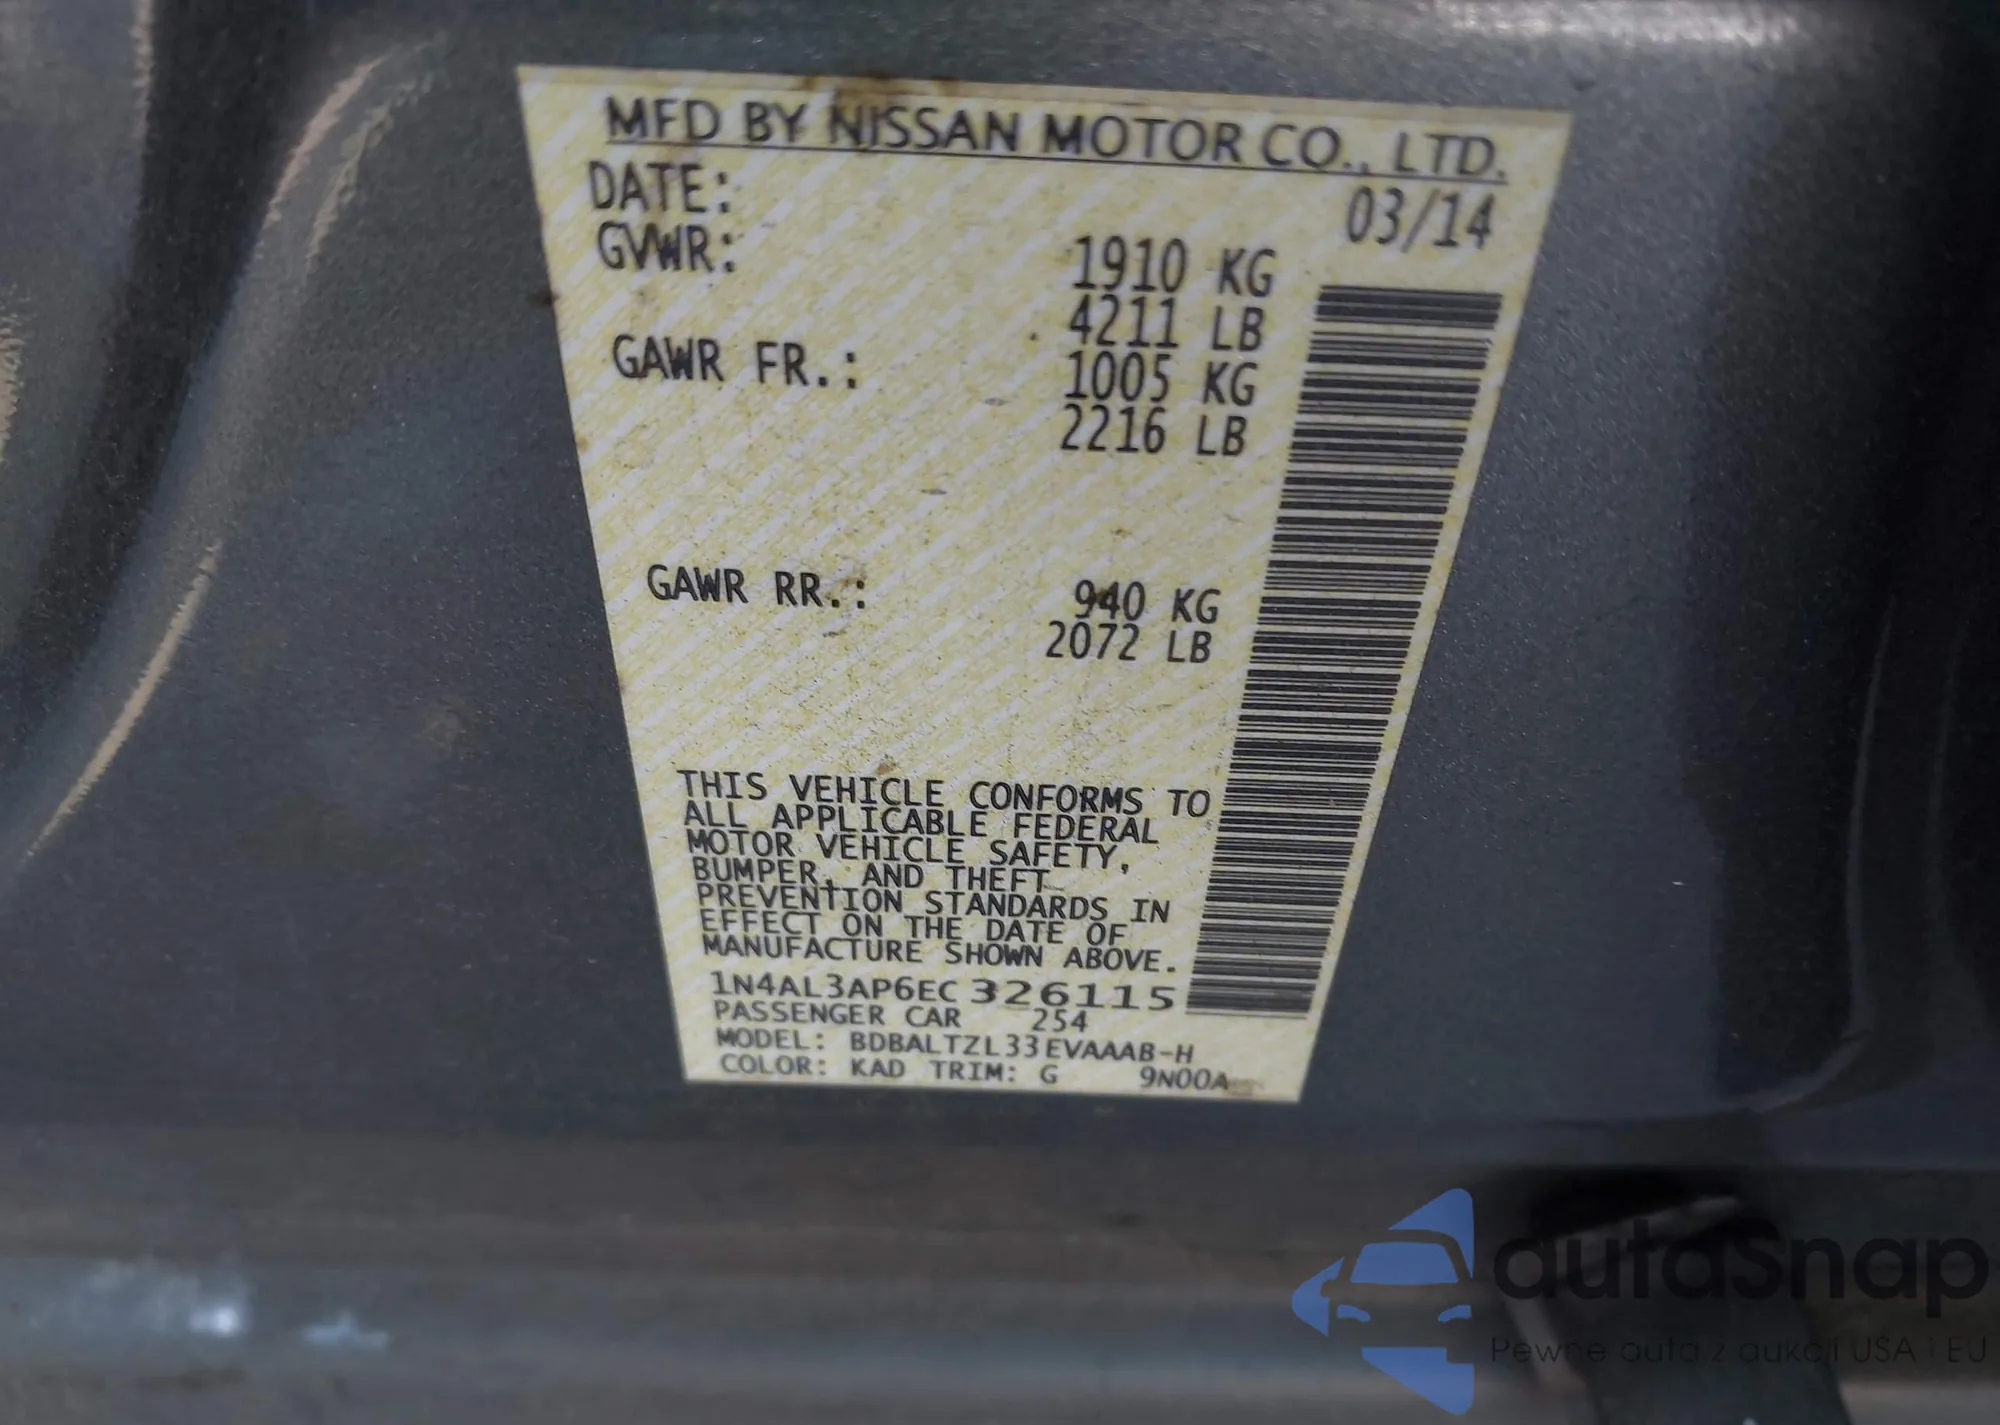 MFD BY NISSAN MOTOR CO., LTD.
DATE: 03/14
GVWR: 1910 KG
4211 LB
GAWR FR.: 1005 KG
2216 LB
GAWR RR.: 940 KG
2072 LB
THIS VEHICLE CONFORMS TO
ALL APPLICABLE FEDERAL
MOTOR VEHICLE SAFETY,
BUMPER, AND THEFT
PREVENTION STANDARDS IN
EFFECT ON THE DATE OF
MANUFACTURE SHOWN ABOVE.
1N4AL3AP6EC326115
PASSENGER CAR 254
MODEL: BDBALTZL33EVAAAB-H
COLOR: KAD TRIM: G 9N00A
autaSnap
Pewne auta z aukcji USA i EU